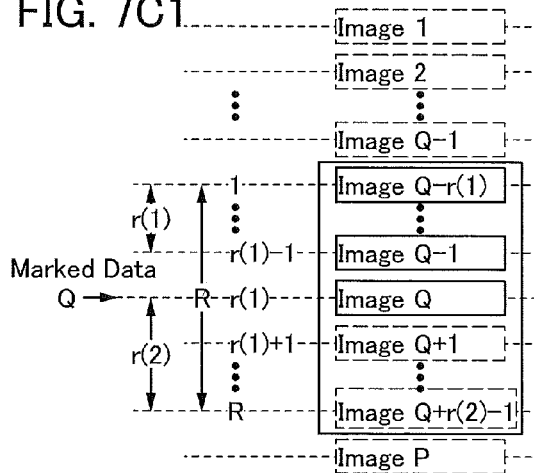 FIG. 7C1
Image 1
Image 2
Image Q-1
1 Image Q-r(1)
r(1)
r(1)-1 Image Q-1
Marked Data
Q R r(1) Image Q
r(1)+1 Image Q+1
r(2)
R Image Q+r(2)-1
Image P